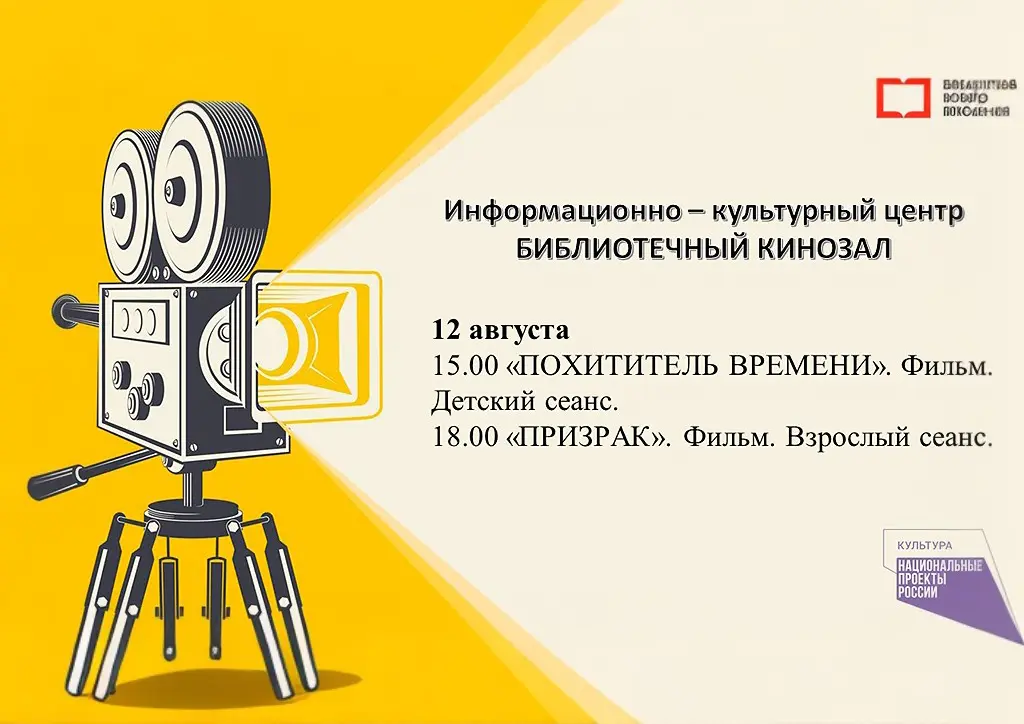 Информационно – культурный центр
БИБЛИОТЕЧНЫЙ КИНОЗАЛ
12 августа
15.00 «ПОХИТИТЕЛЬ ВРЕМЕНИ». Фильм.
Детский сеанс.
18.00 «ПРИЗРАК». Фильм. Взрослый сеанс.
КУЛЬТУРА
НАЦИОНАЛЬНЫЕ
ПРОЕКТЫ
РОССИИ